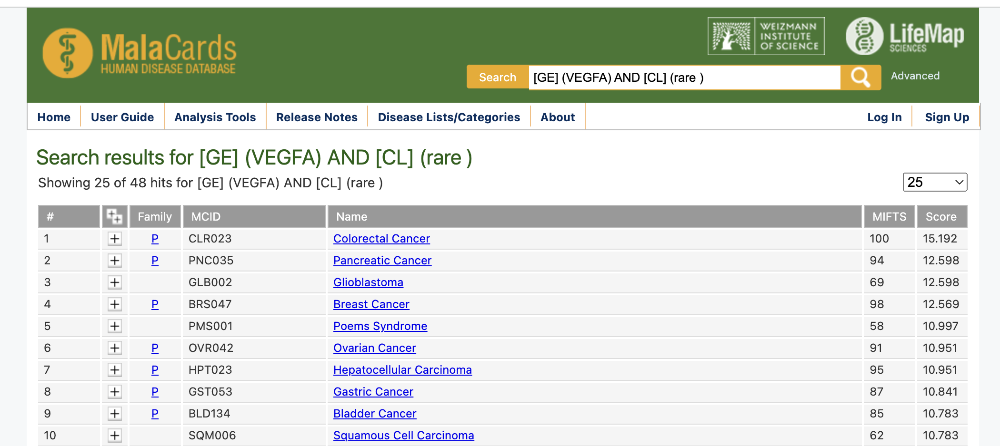 MalaCards
HUMAN DISEASE DATABASE
WEIZMANN
INSTITUTE
OF SCIENCE
LifeMap
SCIENCES
Search [GE] (VEGFA) AND [CL] (rare ) Advanced
Home User Guide Analysis Tools Release Notes Disease Lists/Categories About Log In Sign Up
Search results for [GE] (VEGFA) AND [CL] (rare )
Showing 25 of 48 hits for [GE] (VEGFA) AND [CL] (rare ) 25
# Family MCID Name MIFTS Score
1 P CLR023 Colorectal Cancer 100 15.192
2 P PNC035 Pancreatic Cancer 94 12.598
3 GLB002 Glioblastoma 69 12.598
4 P BRS047 Breast Cancer 98 12.569
5 PMS001 Poems Syndrome 58 10.997
6 P OVR042 Ovarian Cancer 91 10.951
7 P HPT023 Hepatocellular Carcinoma 95 10.951
8 P GST053 Gastric Cancer 87 10.841
9 P BLD134 Bladder Cancer 85 10.783
10 SQM006 Squamous Cell Carcinoma 62 10.783